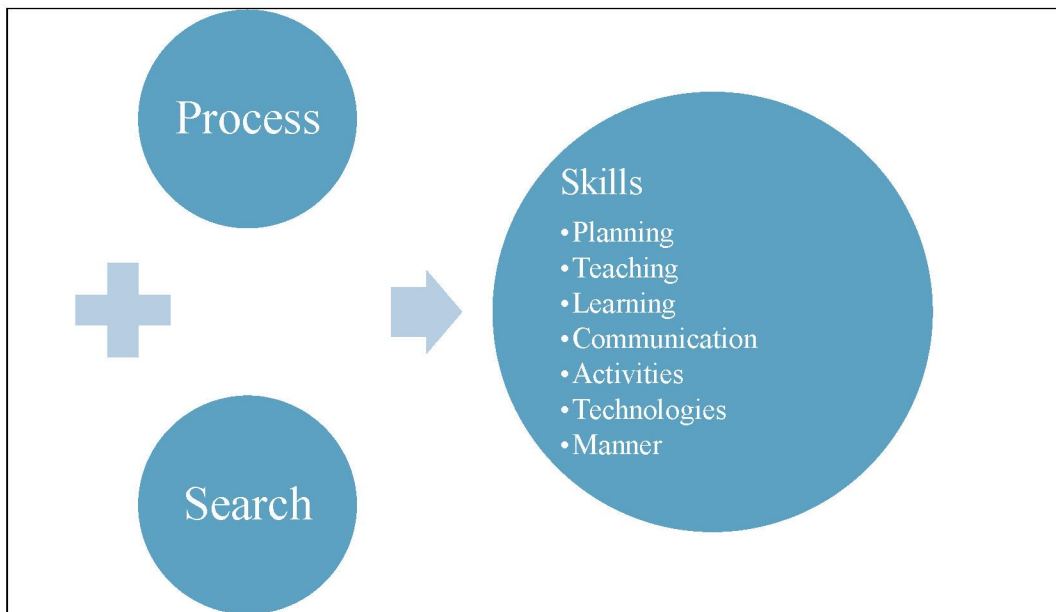 Process
Search
Skills
•Planning
•Teaching
•Learning
•Communication
•Activities
•Technologies
•Manner